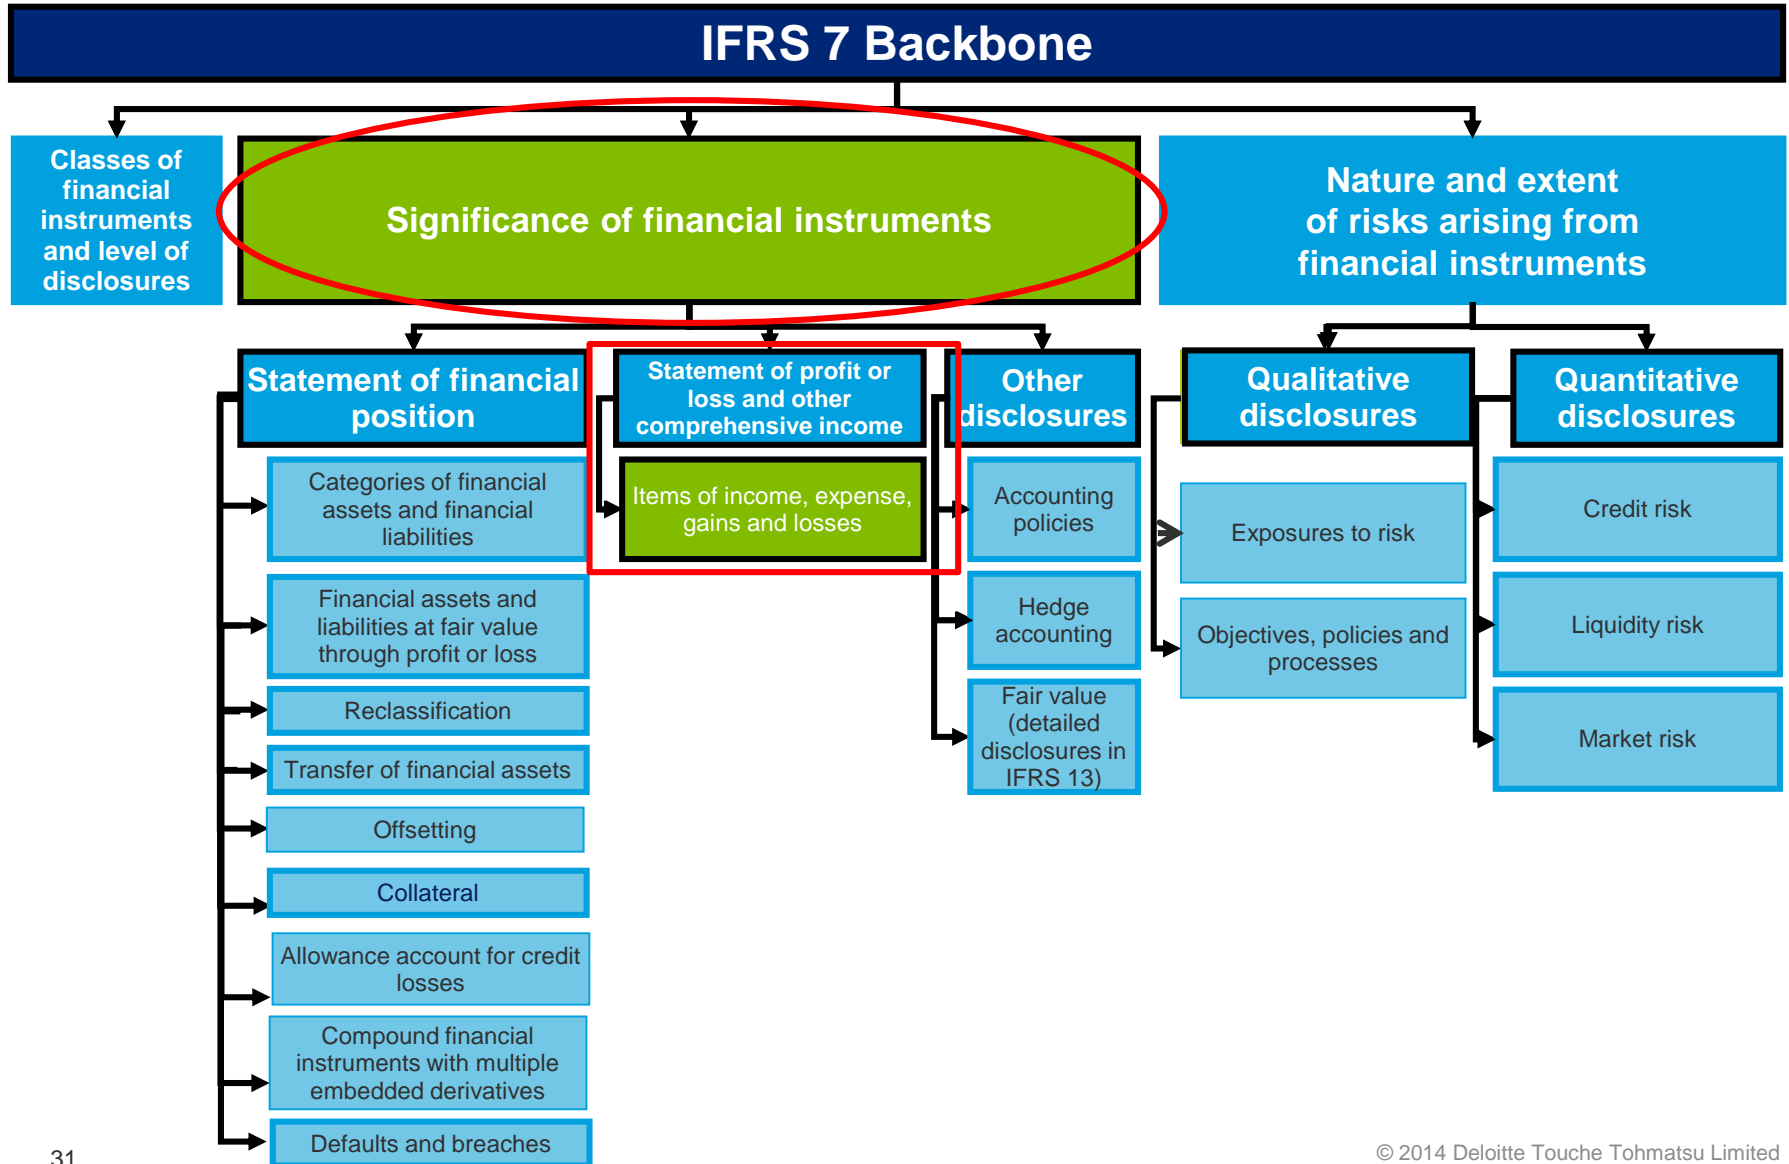 IFRS 7 Backbone
Classes of
financial
instruments
and level of
disclosures
Significance of financial instruments
Nature and extent
of risks arising from
financial instruments
Statement of financial
position
Categories of financial
assets and financial
liabilities
Financial assets and
liabilities at fair value
through profit or loss
Reclassification
Transfer of financial assets
Offsetting
Collateral
Allowance account for credit
losses
Compound financial
instruments with multiple
embedded derivatives
Defaults and breaches
Statement of profit or
loss and other
comprehensive income
Items of income, expense,
gains and losses
Other
disclosures
Accounting
policies
Hedge
accounting
Fair value
(detailed
disclosures in
IFRS 13)
Qualitative
disclosures
Exposures to risk
Objectives, policies and
processes
Quantitative
disclosures
Credit risk
Liquidity risk
Market risk
31
© 2014 Deloitte Touche Tohmatsu Limited